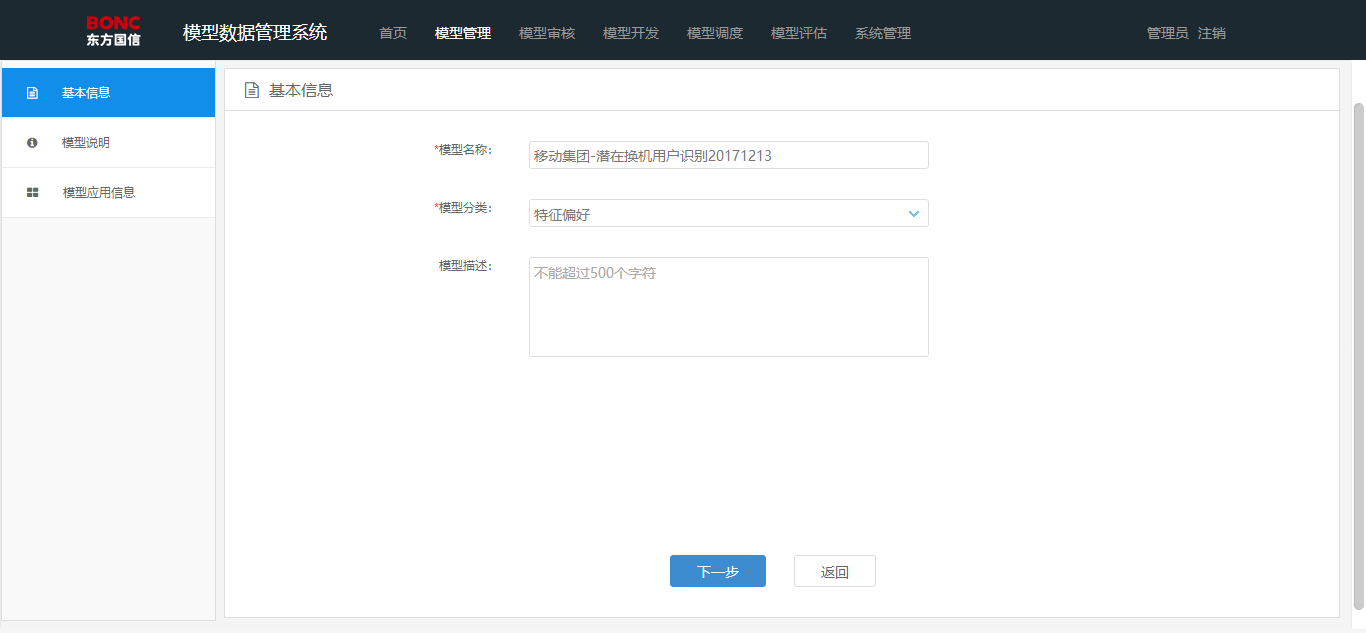 BONC
东方国信
模型数据管理系统 首页 模型管理 模型审核 模型开发 模型调度 模型评估 系统管理 管理员 注销
基本信息
模型说明
模型应用信息
基本信息
*模型名称： 移动集团-潜在换机用户识别20171213
*模型分类： 特征偏好
模型描述： 不能超过500个字符
下一步 返回